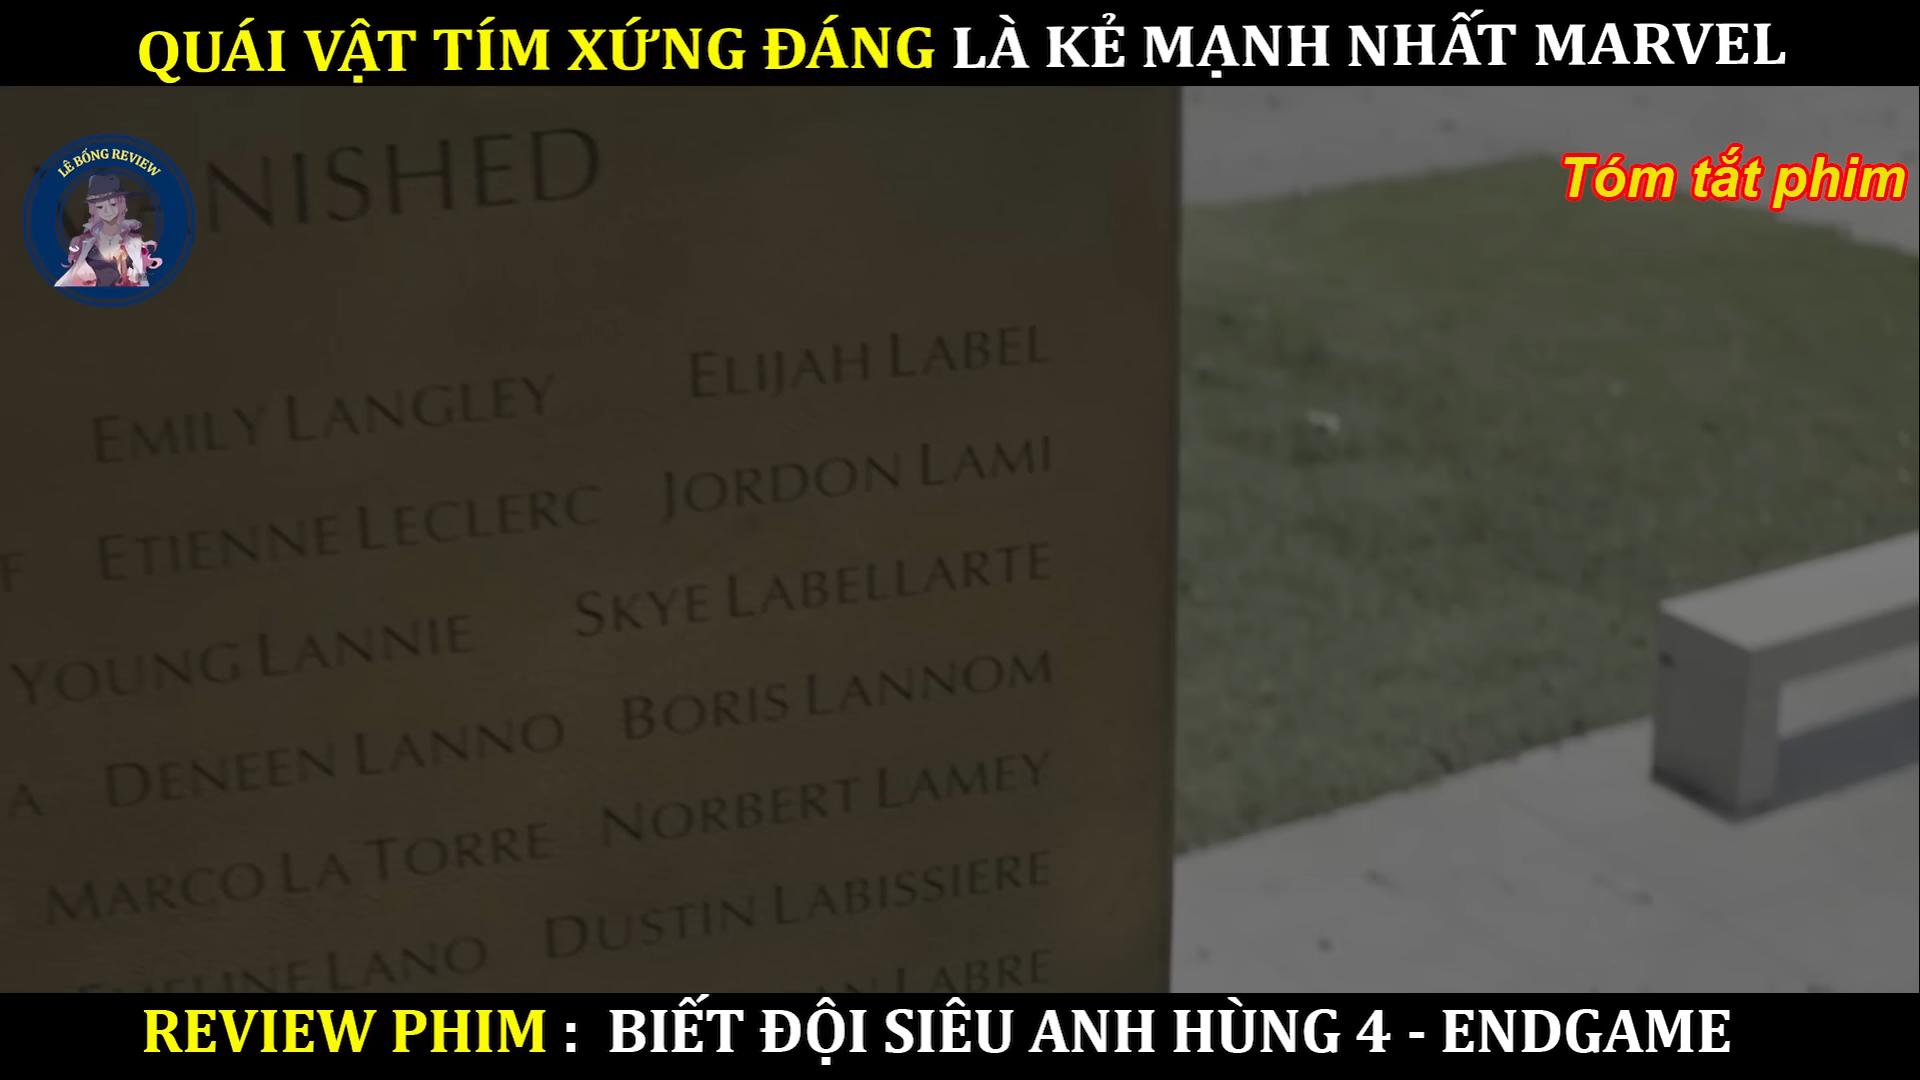 QUÁI VẬT TÍM XỨNG ĐÁNG LÀ KẺ MẠNH NHẤT MARVEL
LÊ BỐNG REVIEW
Tóm tắt phim
EMILY LANGLEY ELIJAH LABEL
ETIENNE LECLERC JORDON LAMI
YOUNG LANNIE SKYE LABELLARTE
DENEEN LANNO BORIS LANNOM
MARCO LA TORRE NORBERT LAMEY
LANO DUSTIN LABISSIERE
LABRE
REVIEW PHIM : BIẾT ĐỘI SIÊU ANH HÙNG 4 - ENDGAME